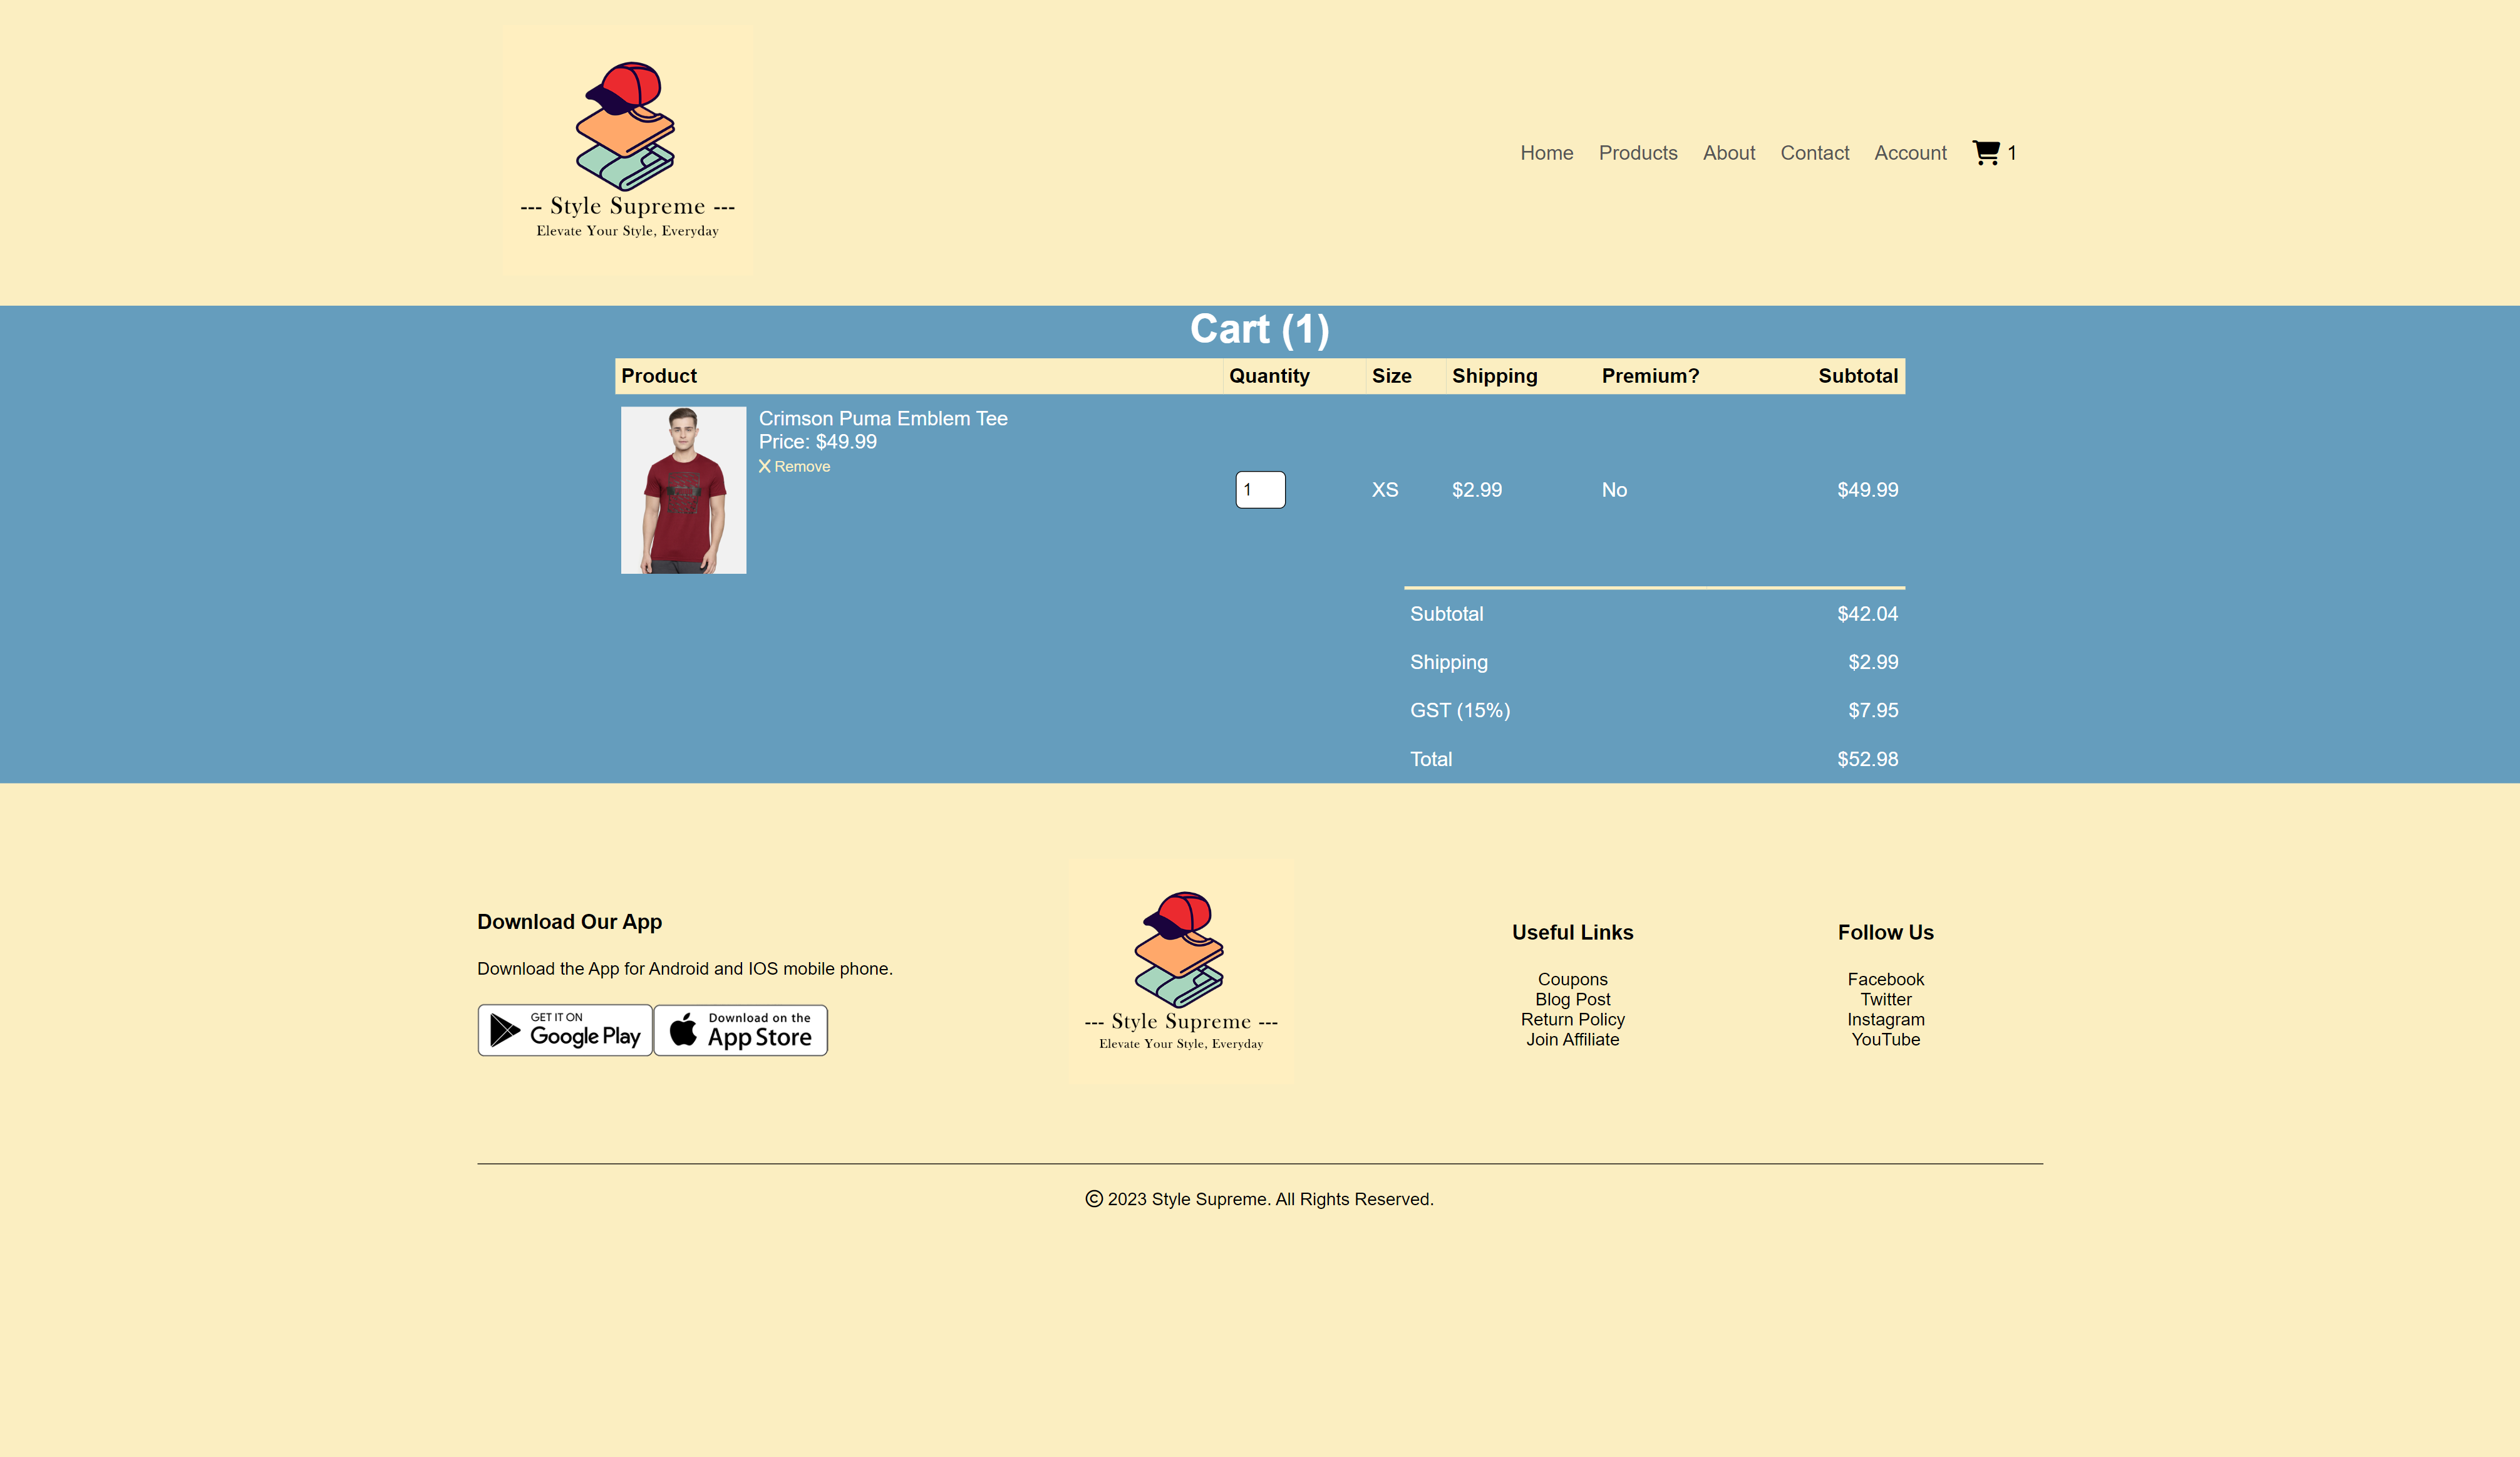 --- Style Supreme ---
Elevate Your Style, Everyday
Home Products About Contact Account 1
Cart (1)
Product Quantity Size Shipping Premium? Subtotal
Crimson Puma Emblem Tee
Price: $49.99
X Remove
1 XS $2.99 No $49.99
Subtotal $42.04
Shipping $2.99
GST (15%) $7.95
Total $52.98
Download Our App
Download the App for Android and IOS mobile phone.
GET IT ON
Google Play
Download on the
App Store
--- Style Supreme ---
Elevate Your Style, Everyday
Useful Links
Coupons
Blog Post
Return Policy
Join Affiliate
Follow Us
Facebook
Twitter
Instagram
YouTube
© 2023 Style Supreme. All Rights Reserved.